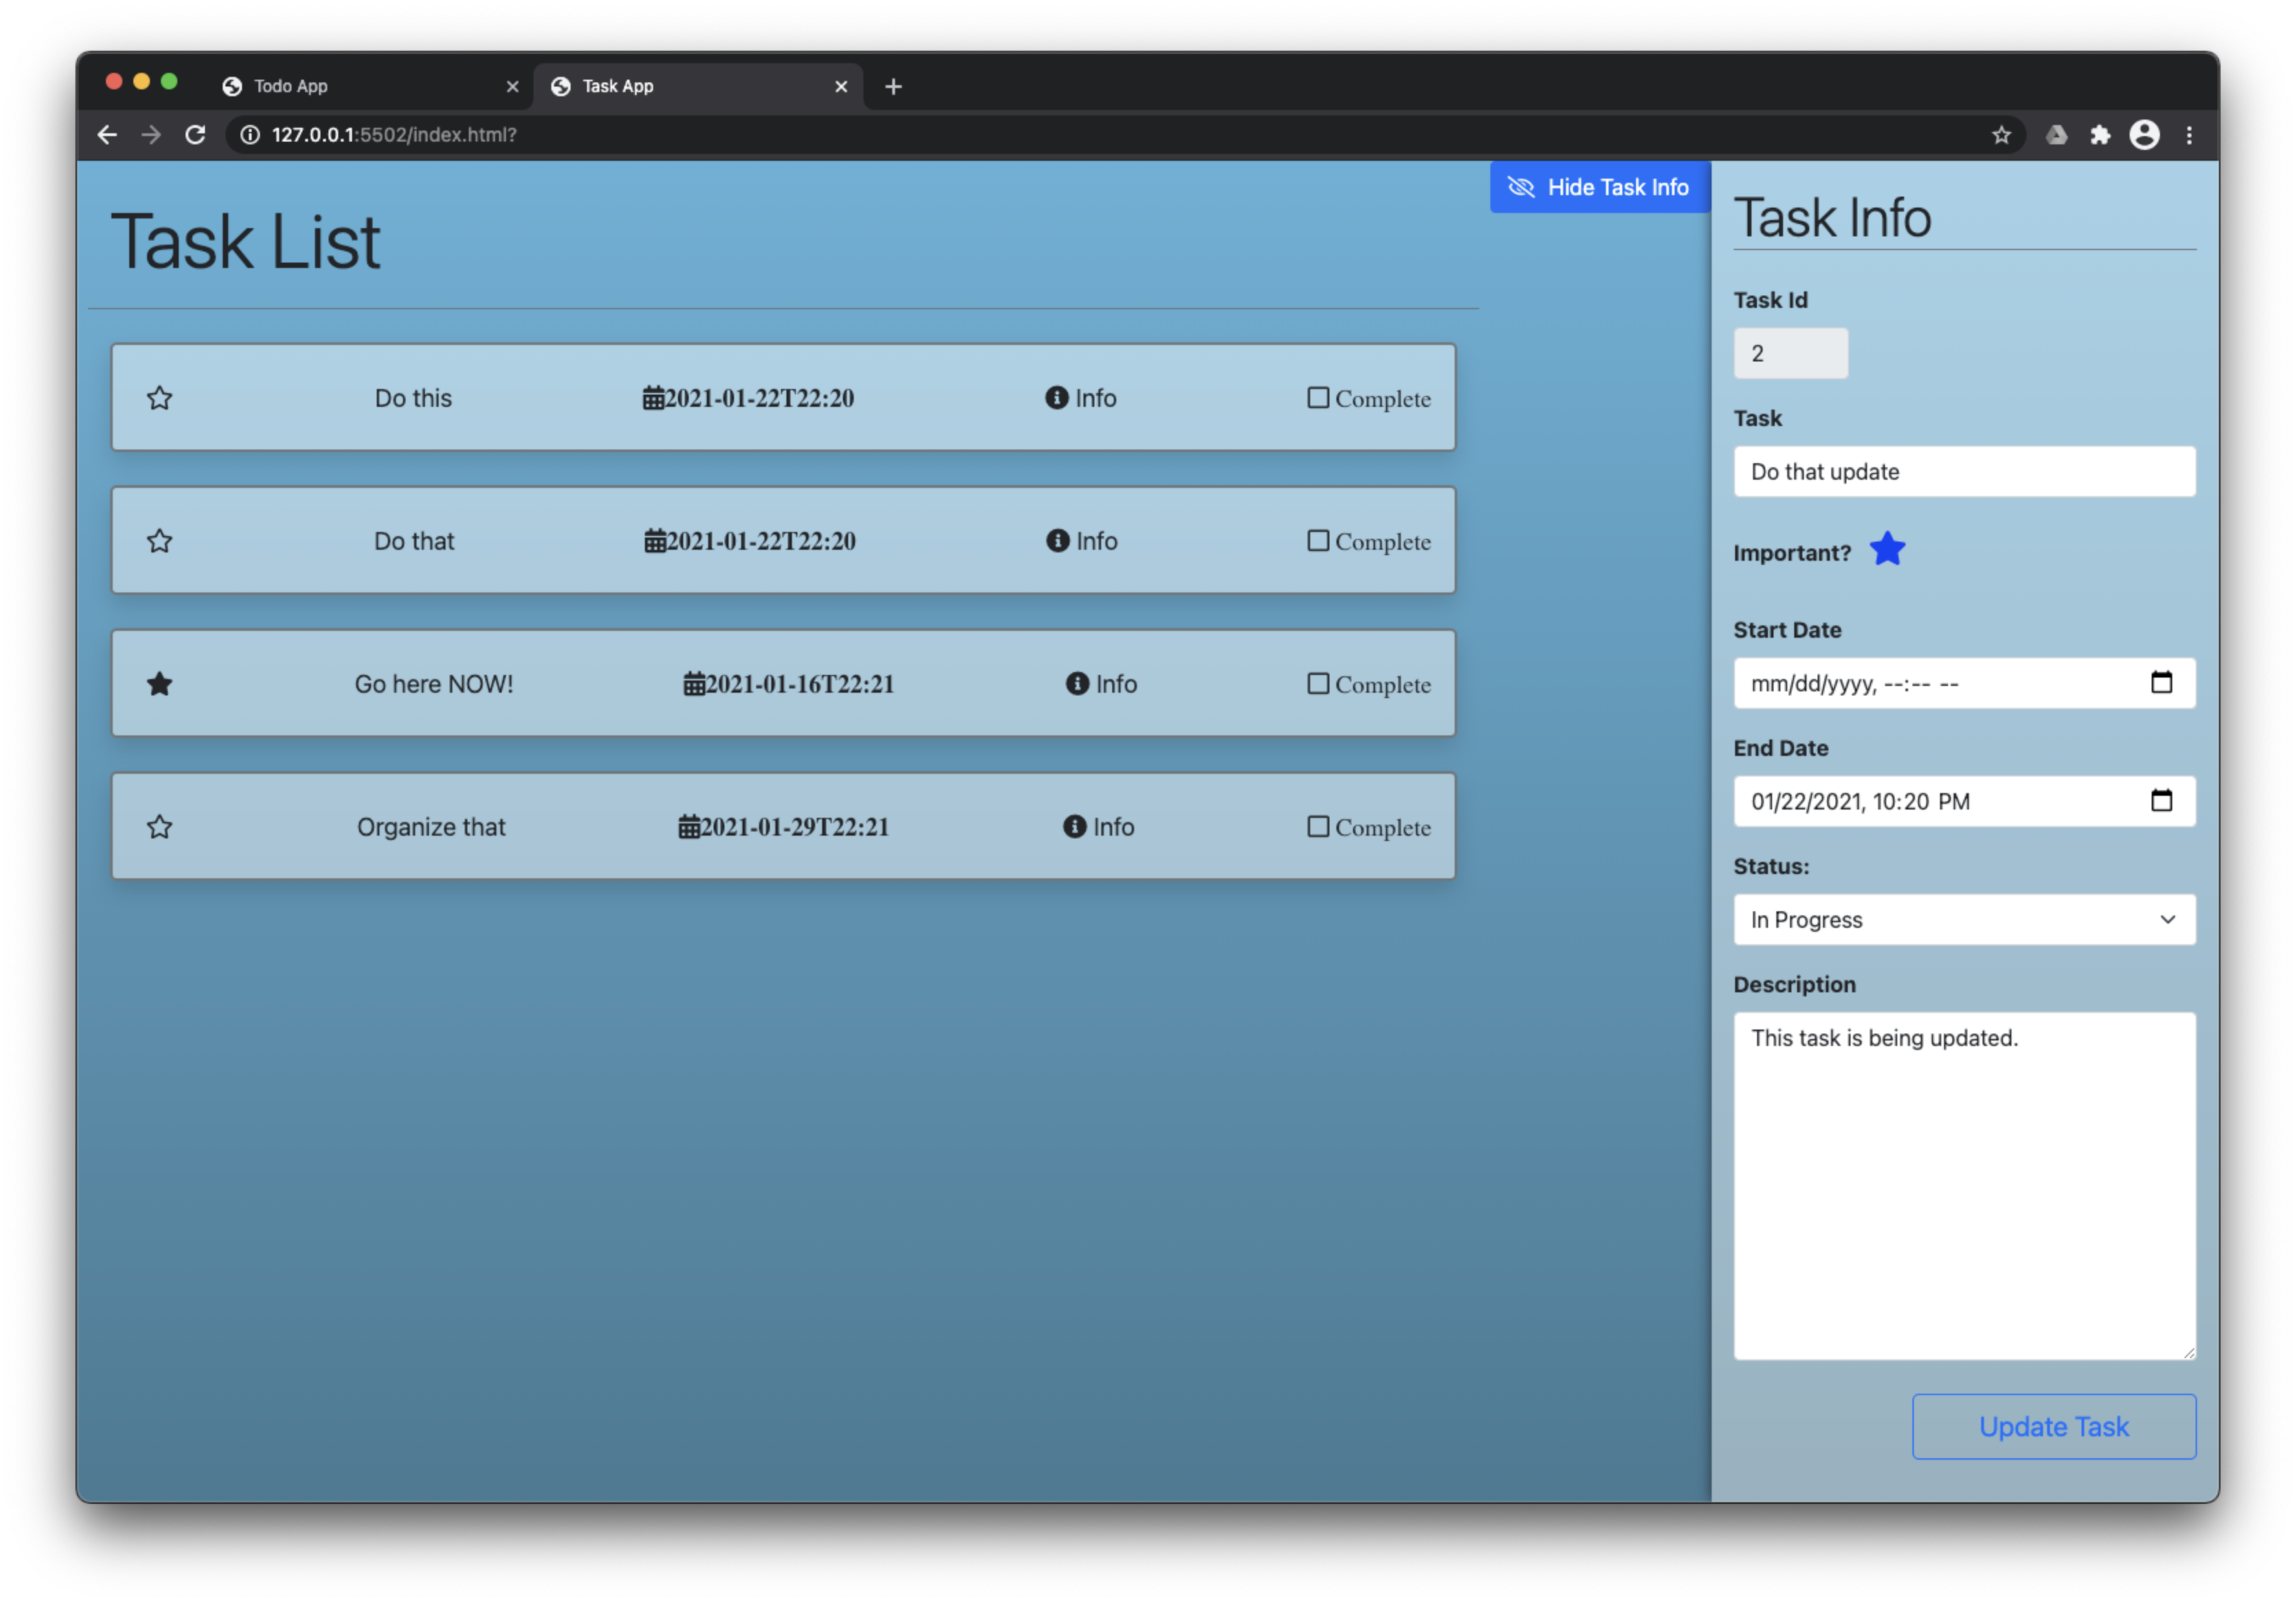 Todo App
Task App
127.0.0.1:5502/index.html?
Hide Task Info
Task List
Do this 2021-01-22T22:20 Info Complete
Do that 2021-01-22T22:20 Info Complete
Go here NOW! 2021-01-16T22:21 Info Complete
Organize that 2021-01-29T22:21 Info Complete
Task Info
Task Id
2
Task
Do that update
Important?
Start Date
mm/dd/yyyy, --:-- --
End Date
01/22/2021, 10:20 PM
Status:
In Progress
Description
This task is being updated.
Update Task